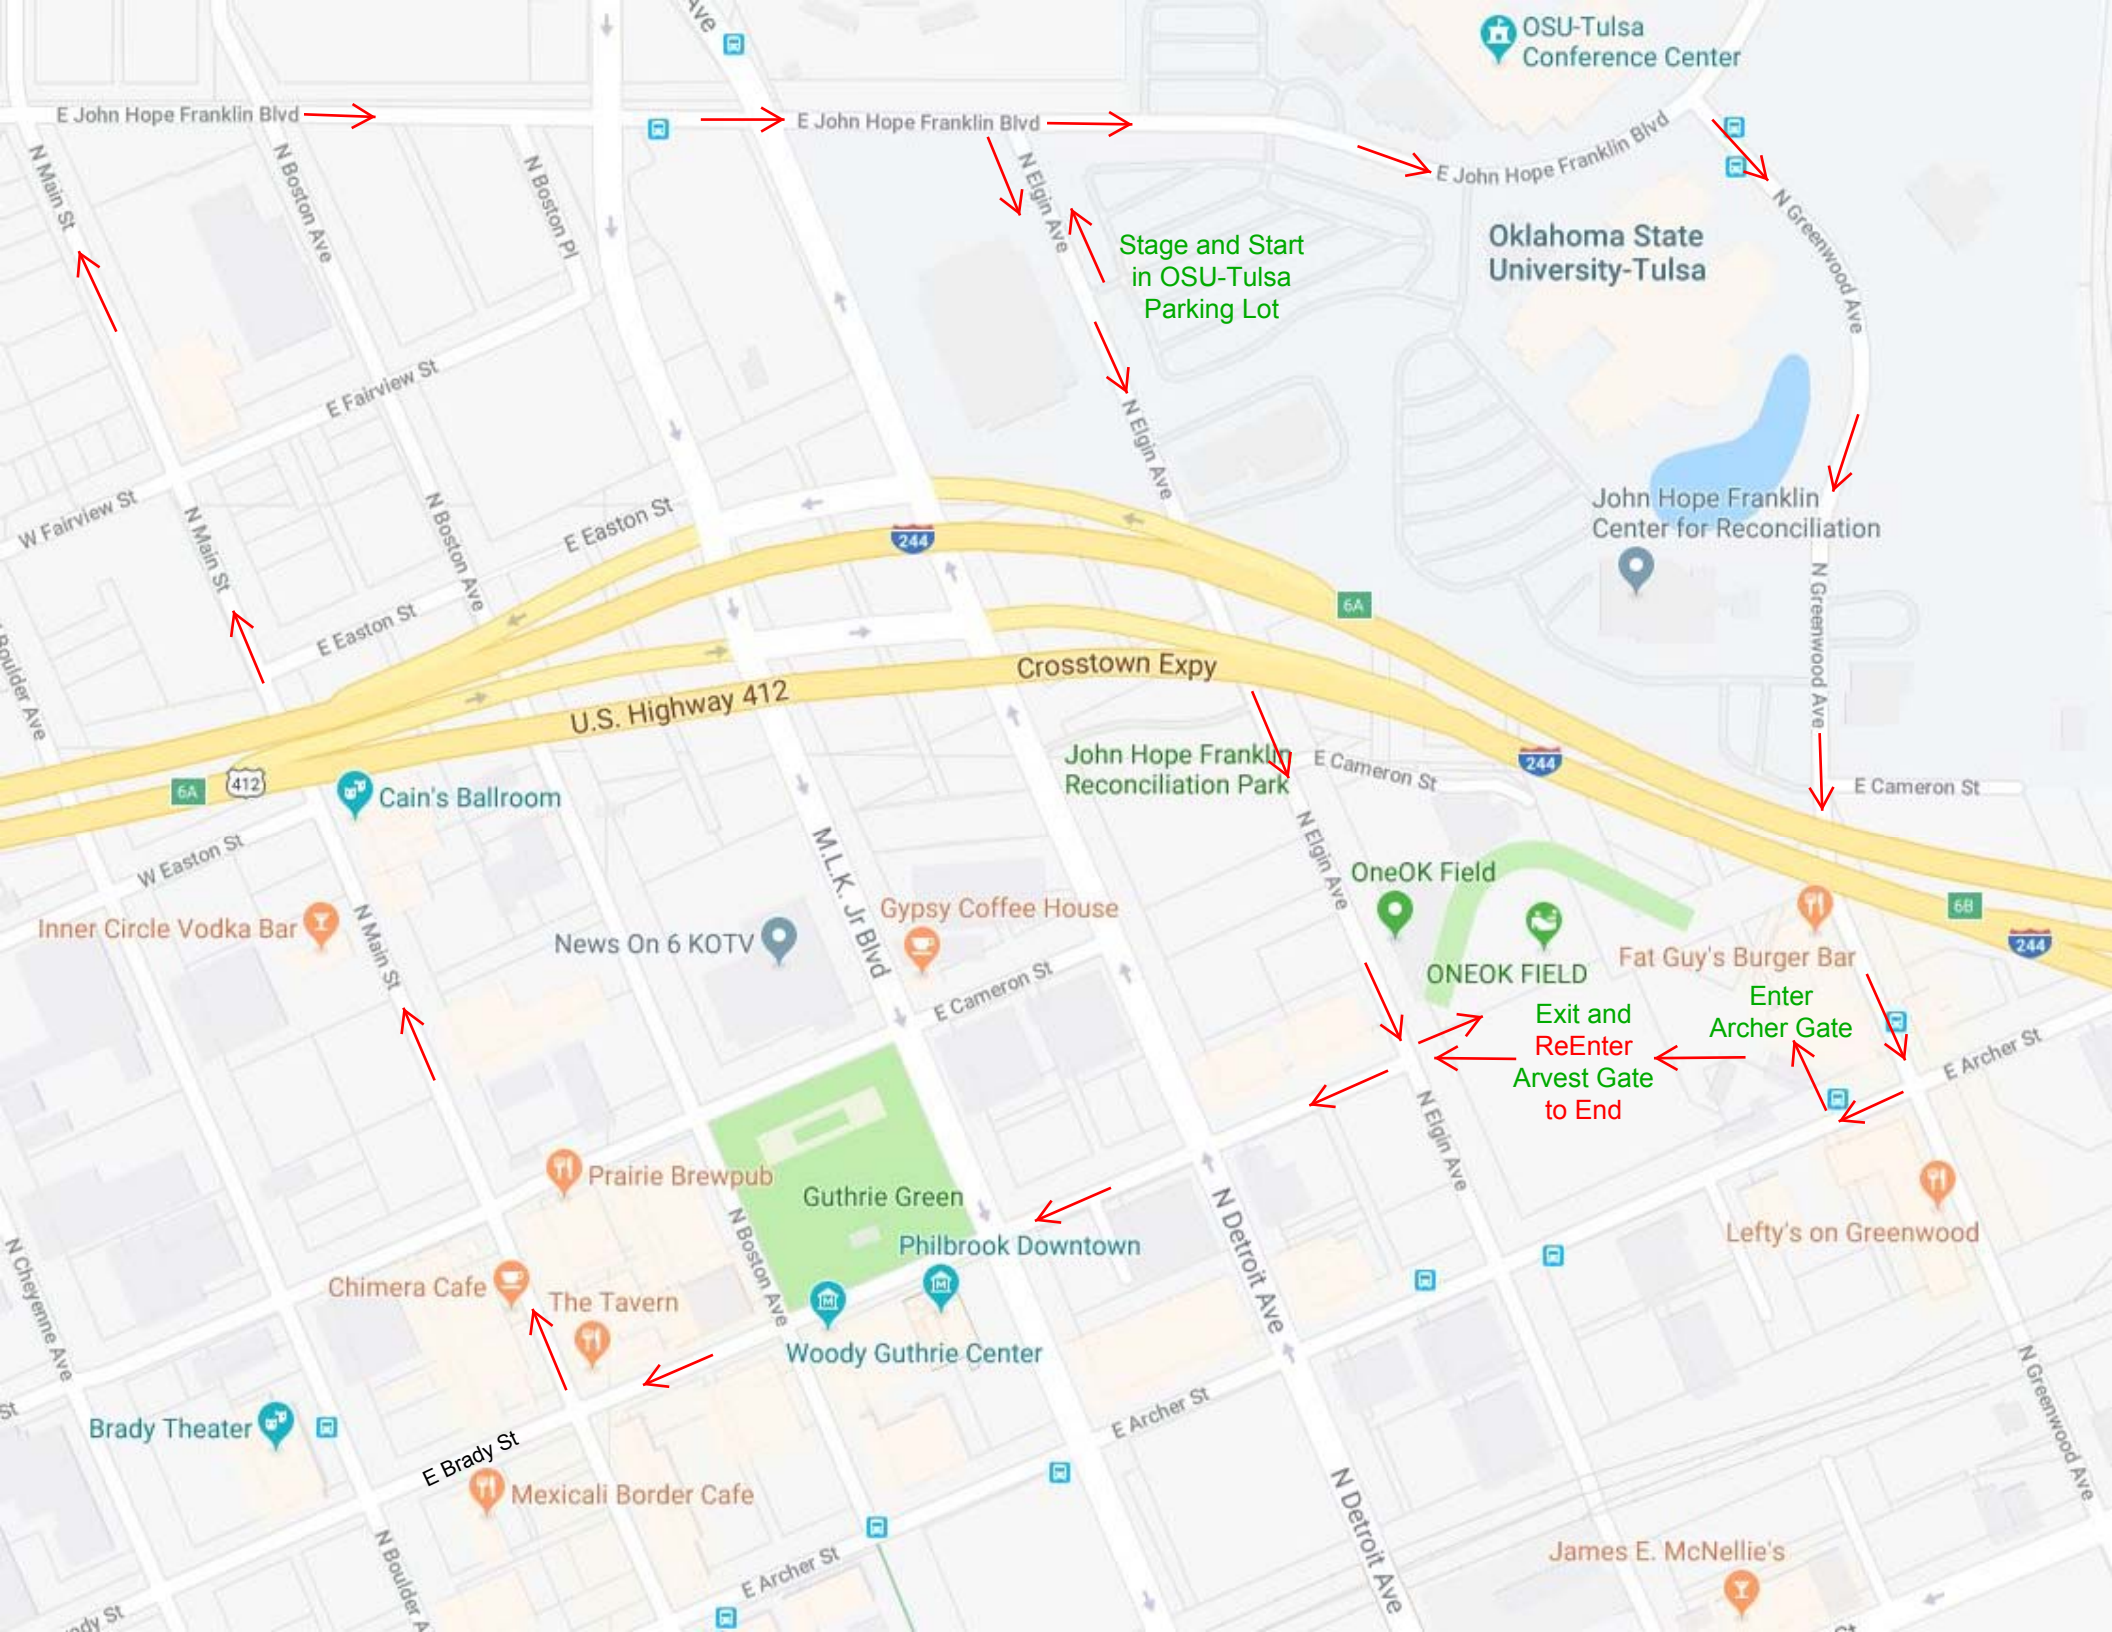 Ave
OSU-Tulsa
Conference Center
E John Hope Franklin Blvd
E John Hope Franklin Blvd
E John Hope Franklin Blvd
N Main St
N Boston Ave
N Boston Pl
N Elgin Ave
N Greenwood Ave
Stage and Start
in OSU-Tulsa
Parking Lot
Oklahoma State
University-Tulsa
E Fairview St
N Elgin Ave
W Fairview St
N Main St
N Boston Ave
E Easton St
244
John Hope Franklin
Center for Reconciliation
6A
N Greenwood Ave
E Easton St
Boulder Ave
Crosstown Expy
U.S. Highway 412
John Hope Franklin
Reconciliation Park
E Cameron St
244
E Cameron St
6A
412
Cain's Ballroom
W Easton St
M.L.K. Jr Blvd
N Elgin Ave
OneOK Field
Inner Circle Vodka Bar
N Main St
News On 6 KOTV
Gypsy Coffee House
E Cameron St
ONEOK FIELD
Fat Guy's Burger Bar
6B
244
Enter
Archer Gate
Exit and
ReEnter
Arvest Gate
to End
E Archer St
N Elgin Ave
Prairie Brewpub
Guthrie Green
N Boston Ave
Philbrook Downtown
N Detroit Ave
Lefty's on Greenwood
N Cheyenne Ave
Chimera Cafe
The Tavern
Woody Guthrie Center
St
Brady Theater
E Brady St
E Archer St
N Greenwood Ave
Mexicali Border Cafe
N Boulder A
E Archer St
N Detroit Ave
James E. McNellie's
ady St
St